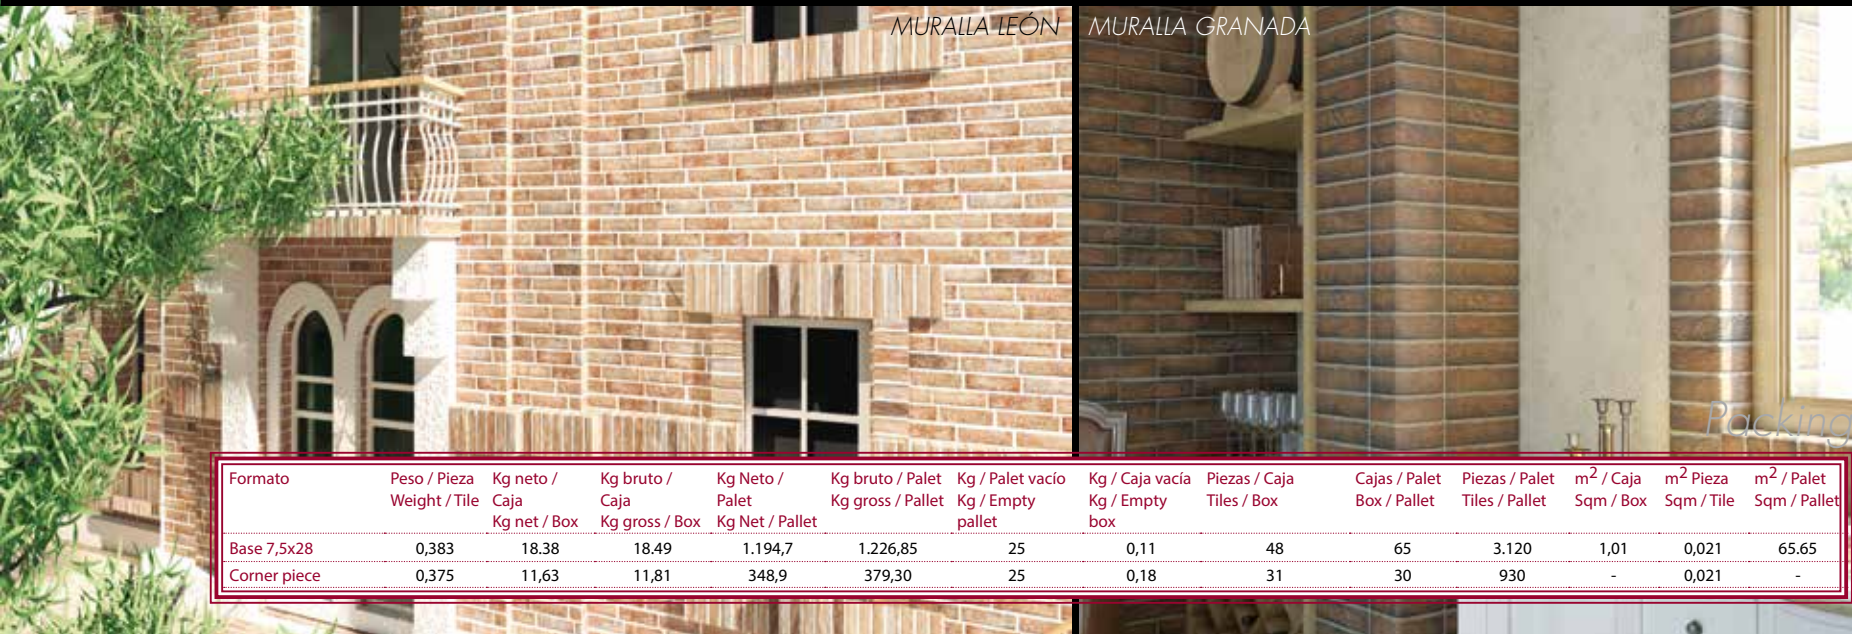 MURALLA LEÓN
MURALLA GRANADA
Packing
Formato Peso / Pieza Kg neto / Kg bruto / Kg Neto / Kg bruto / Palet Kg / Palet vacío Kg / Caja vacía Piezas / Caja Cajas / Palet Piezas / Palet m2 / Caja m2 Pieza m2 / Palet
Weight / Tile Caja Caja Palet Kg gross / Pallet Kg / Empty Kg / Empty Tiles / Box Box / Pallet Tiles / Pallet Sqm / Box Sqm / Tile Sqm / Pallet
Kg net / Box Kg gross / Box Kg Net / Pallet pallet box
Base 7,5x28 0,383 18.38 18.49 1.194,7 1.226,85 25 0,11 48 65 3.120 1,01 0,021 65.65
Corner piece 0,375 11,63 11,81 348,9 379,30 25 0,18 31 30 930 - 0,021 -